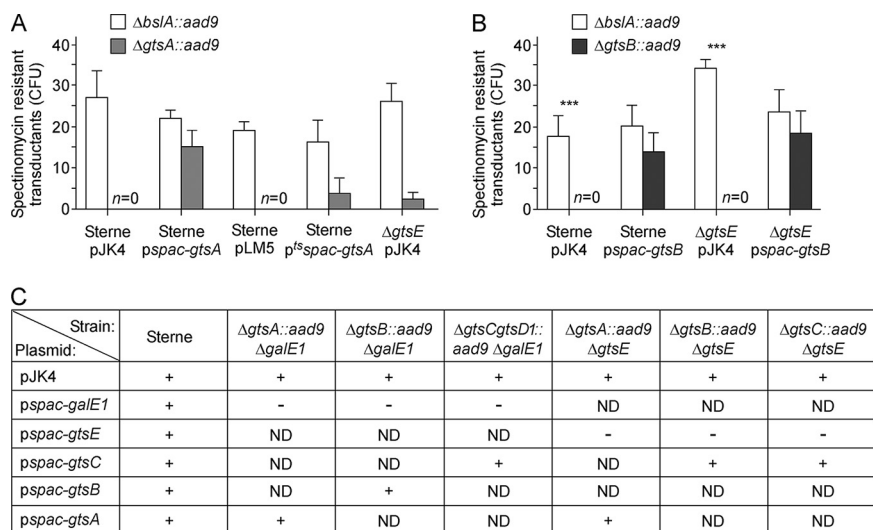 A
ΔbslA::aad9
ΔgtsA::aad9
Spectinomycin resistant
transductants (CFU)
40
30
20
10
0
n=0
n=0
Sterne
pJK4
Sterne
pspac-gtsA
Sterne
pLM5
Sterne
ptsspac-gtsA
ΔgtsE
pJK4
B
ΔbslA::aad9
ΔgtsB::aad9
Spectinomycin resistant
transductants (CFU)
40
30
20
10
0
***
n=0
***
n=0
Sterne
pJK4
Sterne
pspac-gtsB
ΔgtsE
pJK4
ΔgtsE
pspac-gtsB
C
Strain:
Plasmid:
Sterne
ΔgtsA::aad9
ΔgalE1
ΔgtsB::aad9
ΔgalE1
ΔgtsCgtsD1::
aad9 ΔgalE1
ΔgtsA::aad9
ΔgtsE
ΔgtsB::aad9
ΔgtsE
ΔgtsC::aad9
ΔgtsE
pJK4 + + + + + + +
pspac-galE1 + - - - ND ND ND
pspac-gtsE + ND ND ND - - -
pspac-gtsC + ND ND + ND + +
pspac-gtsB + ND + ND ND ND ND
pspac-gtsA + + ND ND + ND ND